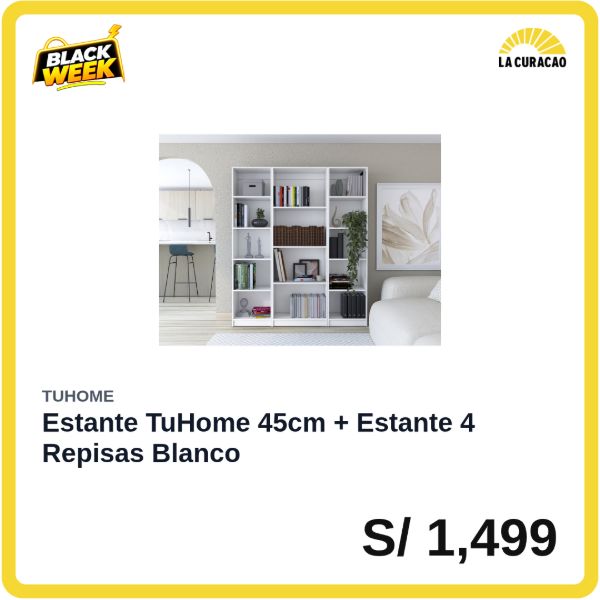 BLACK
WEEK
LA CURACAO
TUHOME
Estante TuHome 45cm + Estante 4
Repisas Blanco
S/ 1,499